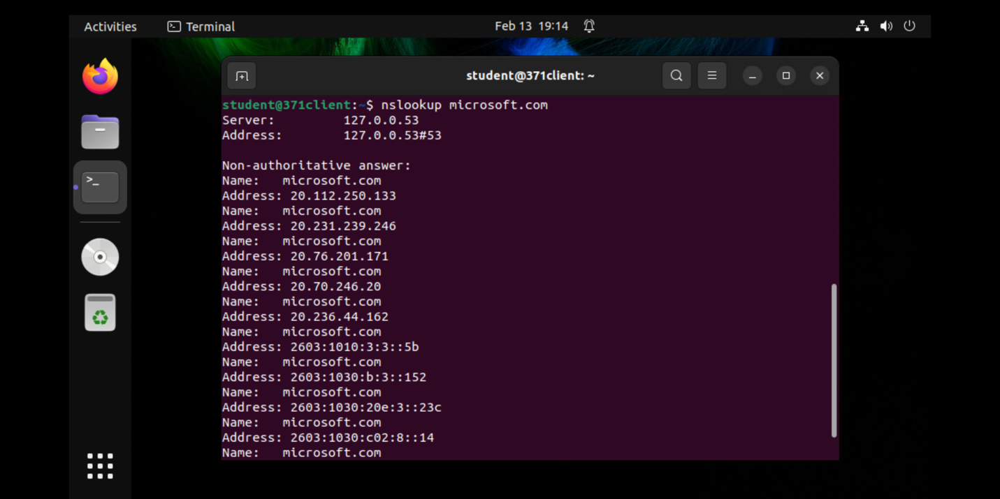 Activities Terminal Feb 13 19:14
student@371client: ~
student@371client:~$ nslookup microsoft.com
Server: 127.0.0.53
Address: 127.0.0.53#53
Non-authoritative answer:
Name: microsoft.com
Address: 20.112.250.133
Name: microsoft.com
Address: 20.231.239.246
Name: microsoft.com
Address: 20.76.201.171
Name: microsoft.com
Address: 20.70.246.20
Name: microsoft.com
Address: 20.236.44.162
Name: microsoft.com
Address: 2603:1010:3:3::5b
Name: microsoft.com
Address: 2603:1030:b:3::152
Name: microsoft.com
Address: 2603:1030:20e:3::23c
Name: microsoft.com
Address: 2603:1030:c02:8::14
Name: microsoft.com